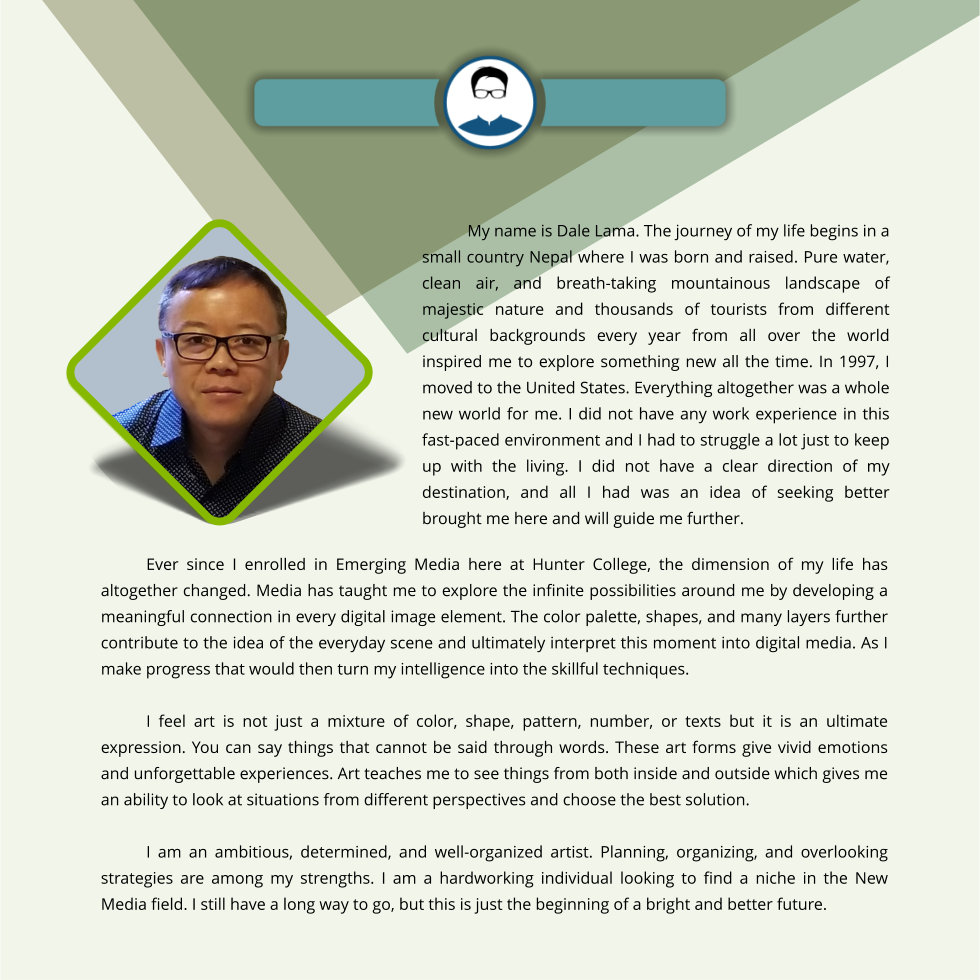 My name is Dale Lama. The journey of my life begins in a
small country Nepal where I was born and raised. Pure water,
clean air, and breath-taking mountainous landscape of
majestic nature and thousands of tourists from different
cultural backgrounds every year from all over the world
inspired me to explore something new all the time. In 1997, I
moved to the United States. Everything altogether was a whole
new world for me. I did not have any work experience in this
fast-paced environment and I had to struggle a lot just to keep
up with the living. I did not have a clear direction of my
destination, and all I had was an idea of seeking better
brought me here and will guide me further.
Ever since I enrolled in Emerging Media here at Hunter College, the dimension of my life has
altogether changed. Media has taught me to explore the infinite possibilities around me by developing a
meaningful connection in every digital image element. The color palette, shapes, and many layers further
contribute to the idea of the everyday scene and ultimately interpret this moment into digital media. As I
make progress that would then turn my intelligence into the skillful techniques.
I feel art is not just a mixture of color, shape, pattern, number, or texts but it is an ultimate
expression. You can say things that cannot be said through words. These art forms give vivid emotions
and unforgettable experiences. Art teaches me to see things from both inside and outside which gives me
an ability to look at situations from different perspectives and choose the best solution.
I am an ambitious, determined, and well-organized artist. Planning, organizing, and overlooking
strategies are among my strengths. I am a hardworking individual looking to find a niche in the New
Media field. I still have a long way to go, but this is just the beginning of a bright and better future.